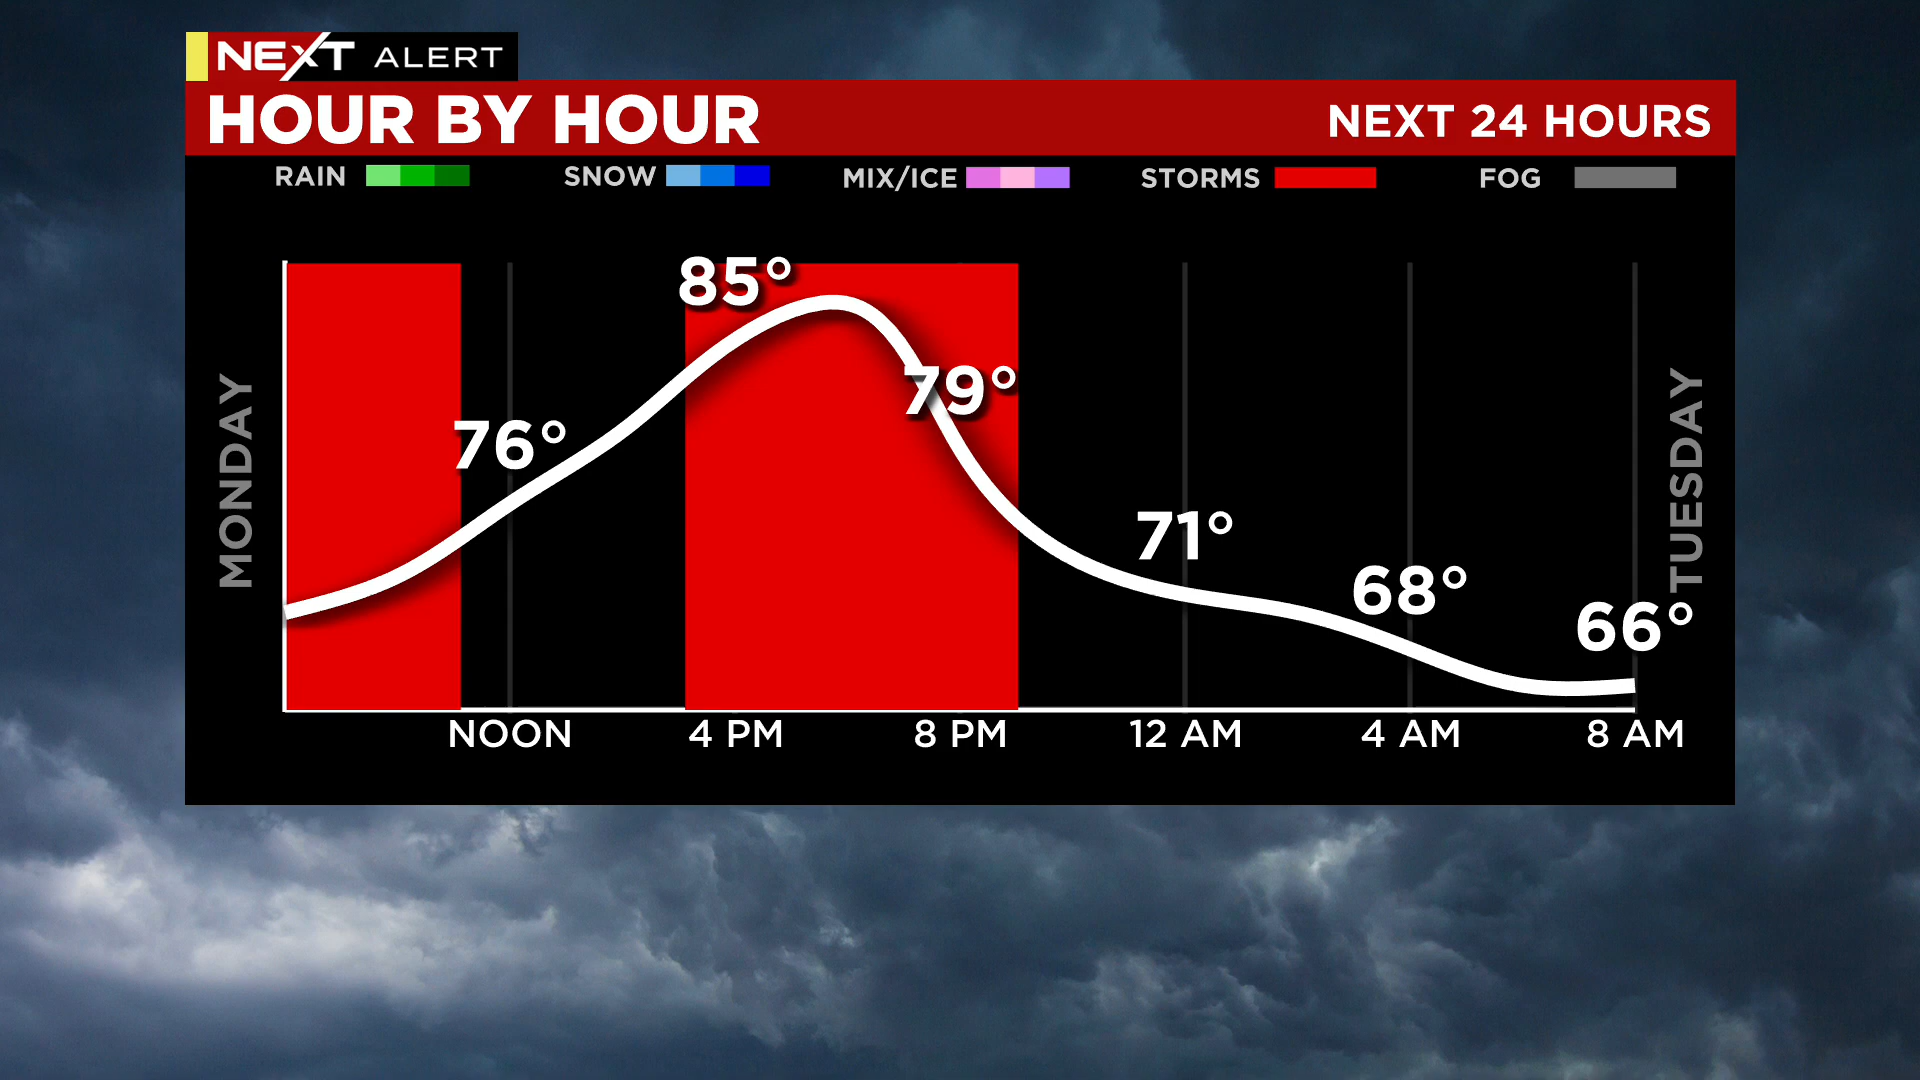 NEXT ALERT
HOUR BY HOUR
NEXT 24 HOURS
RAIN
SNOW
MIX/ICE
STORMS
FOG
MONDAY
76°
85°
79°
71°
68°
66°
TUESDAY
NOON
4 PM
8 PM
12 AM
4 AM
8 AM